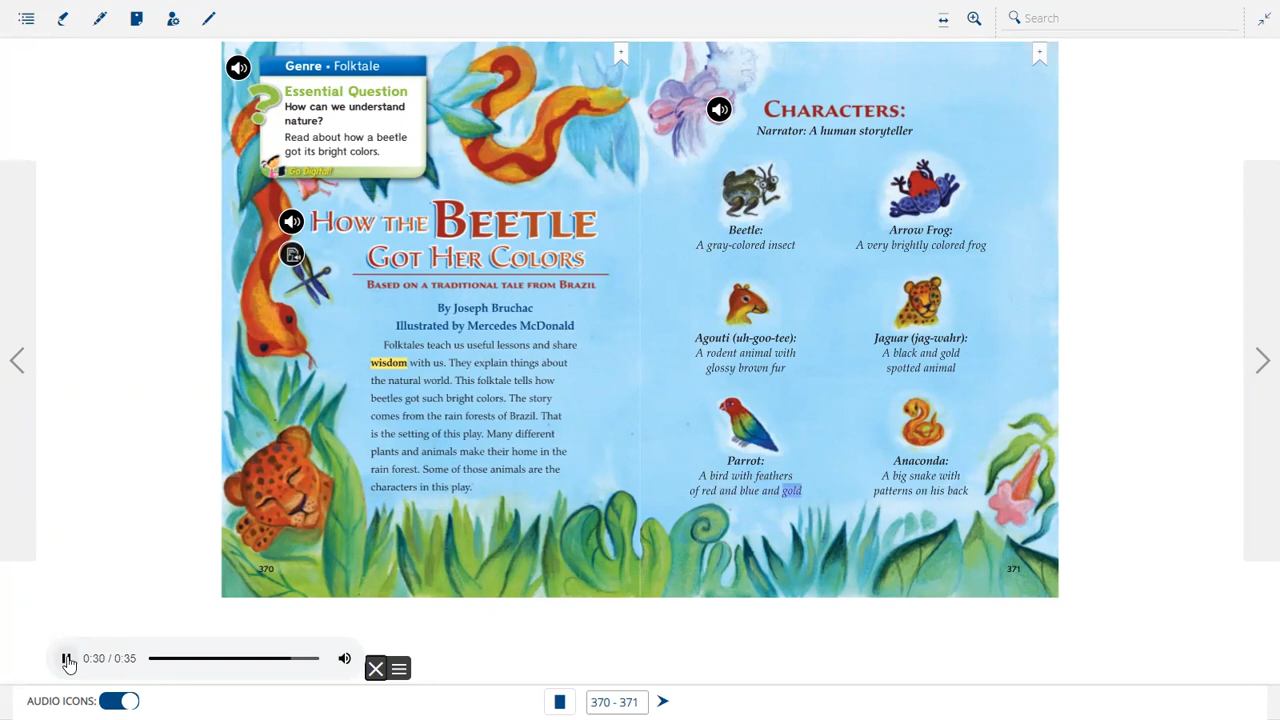 Search
Genre • Folktale
Essential Question
How can we understand
nature?
Read about how a beetle
got its bright colors.
Go Digital!
HOW THE BEETLE
GOT HER COLORS
BASED ON A TRADITIONAL TALE FROM BRAZIL
By Joseph Bruchac
Illustrated by Mercedes McDonald
Folktales teach us useful lessons and share
wisdom with us. They explain things about
the natural world. This folktale tells how
beetles got such bright colors. The story
comes from the rain forests of Brazil. That
is the setting of this play. Many different
plants and animals make their home in the
rain forest. Some of those animals are the
characters in this play.
370
CHARACTERS:
Narrator: A human storyteller
Beetle:
A gray-colored insect
Arrow Frog:
A very brightly colored frog
Agouti (uh-goo-tee):
A rodent animal with
glossy brown fur
Jaguar (jag-wahr):
A black and gold
spotted animal
Parrot:
A bird with feathers
of red and blue and gold
Anaconda:
A big snake with
patterns on his back
371
0:30 / 0:35
AUDIO ICONS:
370 - 371